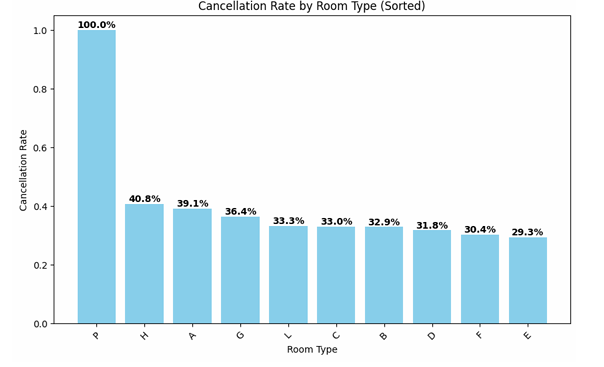 Cancellation Rate by Room Type (Sorted)
Cancellation Rate
1.0
0.8
0.6
0.4
0.2
0.0
100.0%
40.8%
39.1%
36.4%
33.3%
33.0%
32.9%
31.8%
30.4%
29.3%
P
H
A
G
L
C
B
D
F
E
Room Type